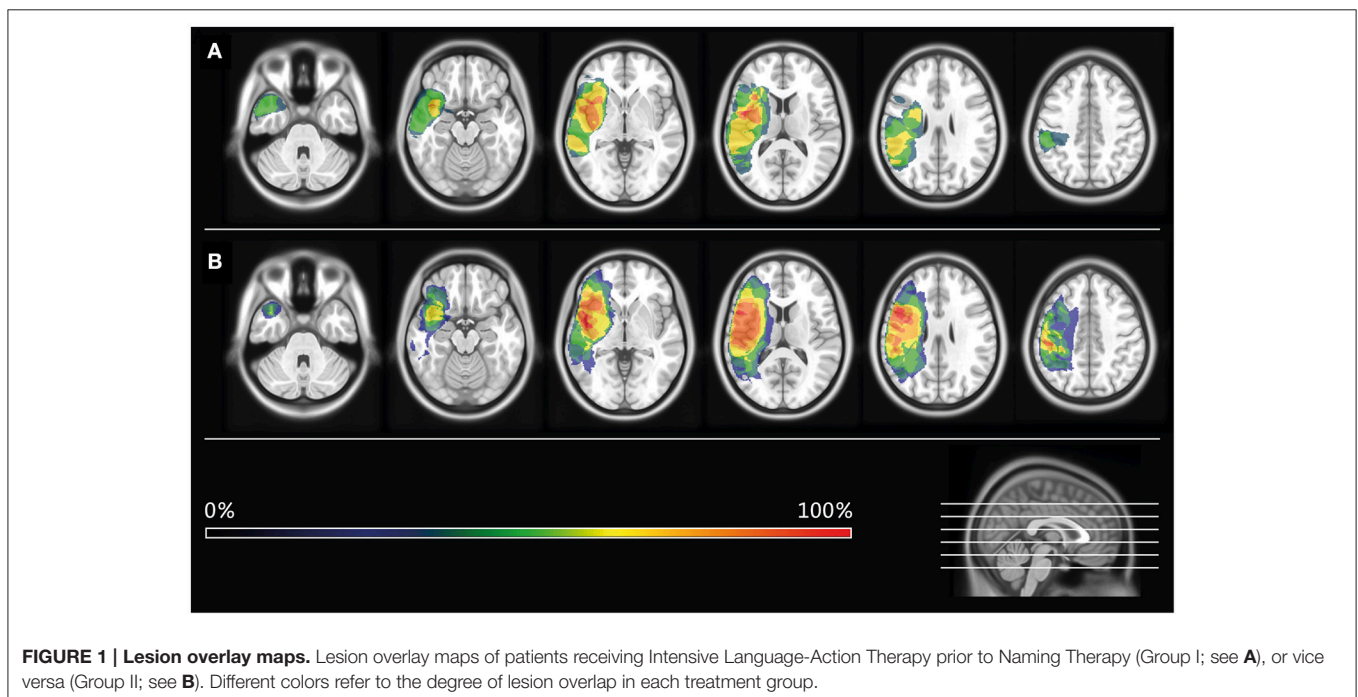 A
B
0% 100%
FIGURE 1 | Lesion overlay maps. Lesion overlay maps of patients receiving Intensive Language-Action Therapy prior to Naming Therapy (Group I; see A), or vice
versa (Group II; see B). Different colors refer to the degree of lesion overlap in each treatment group.